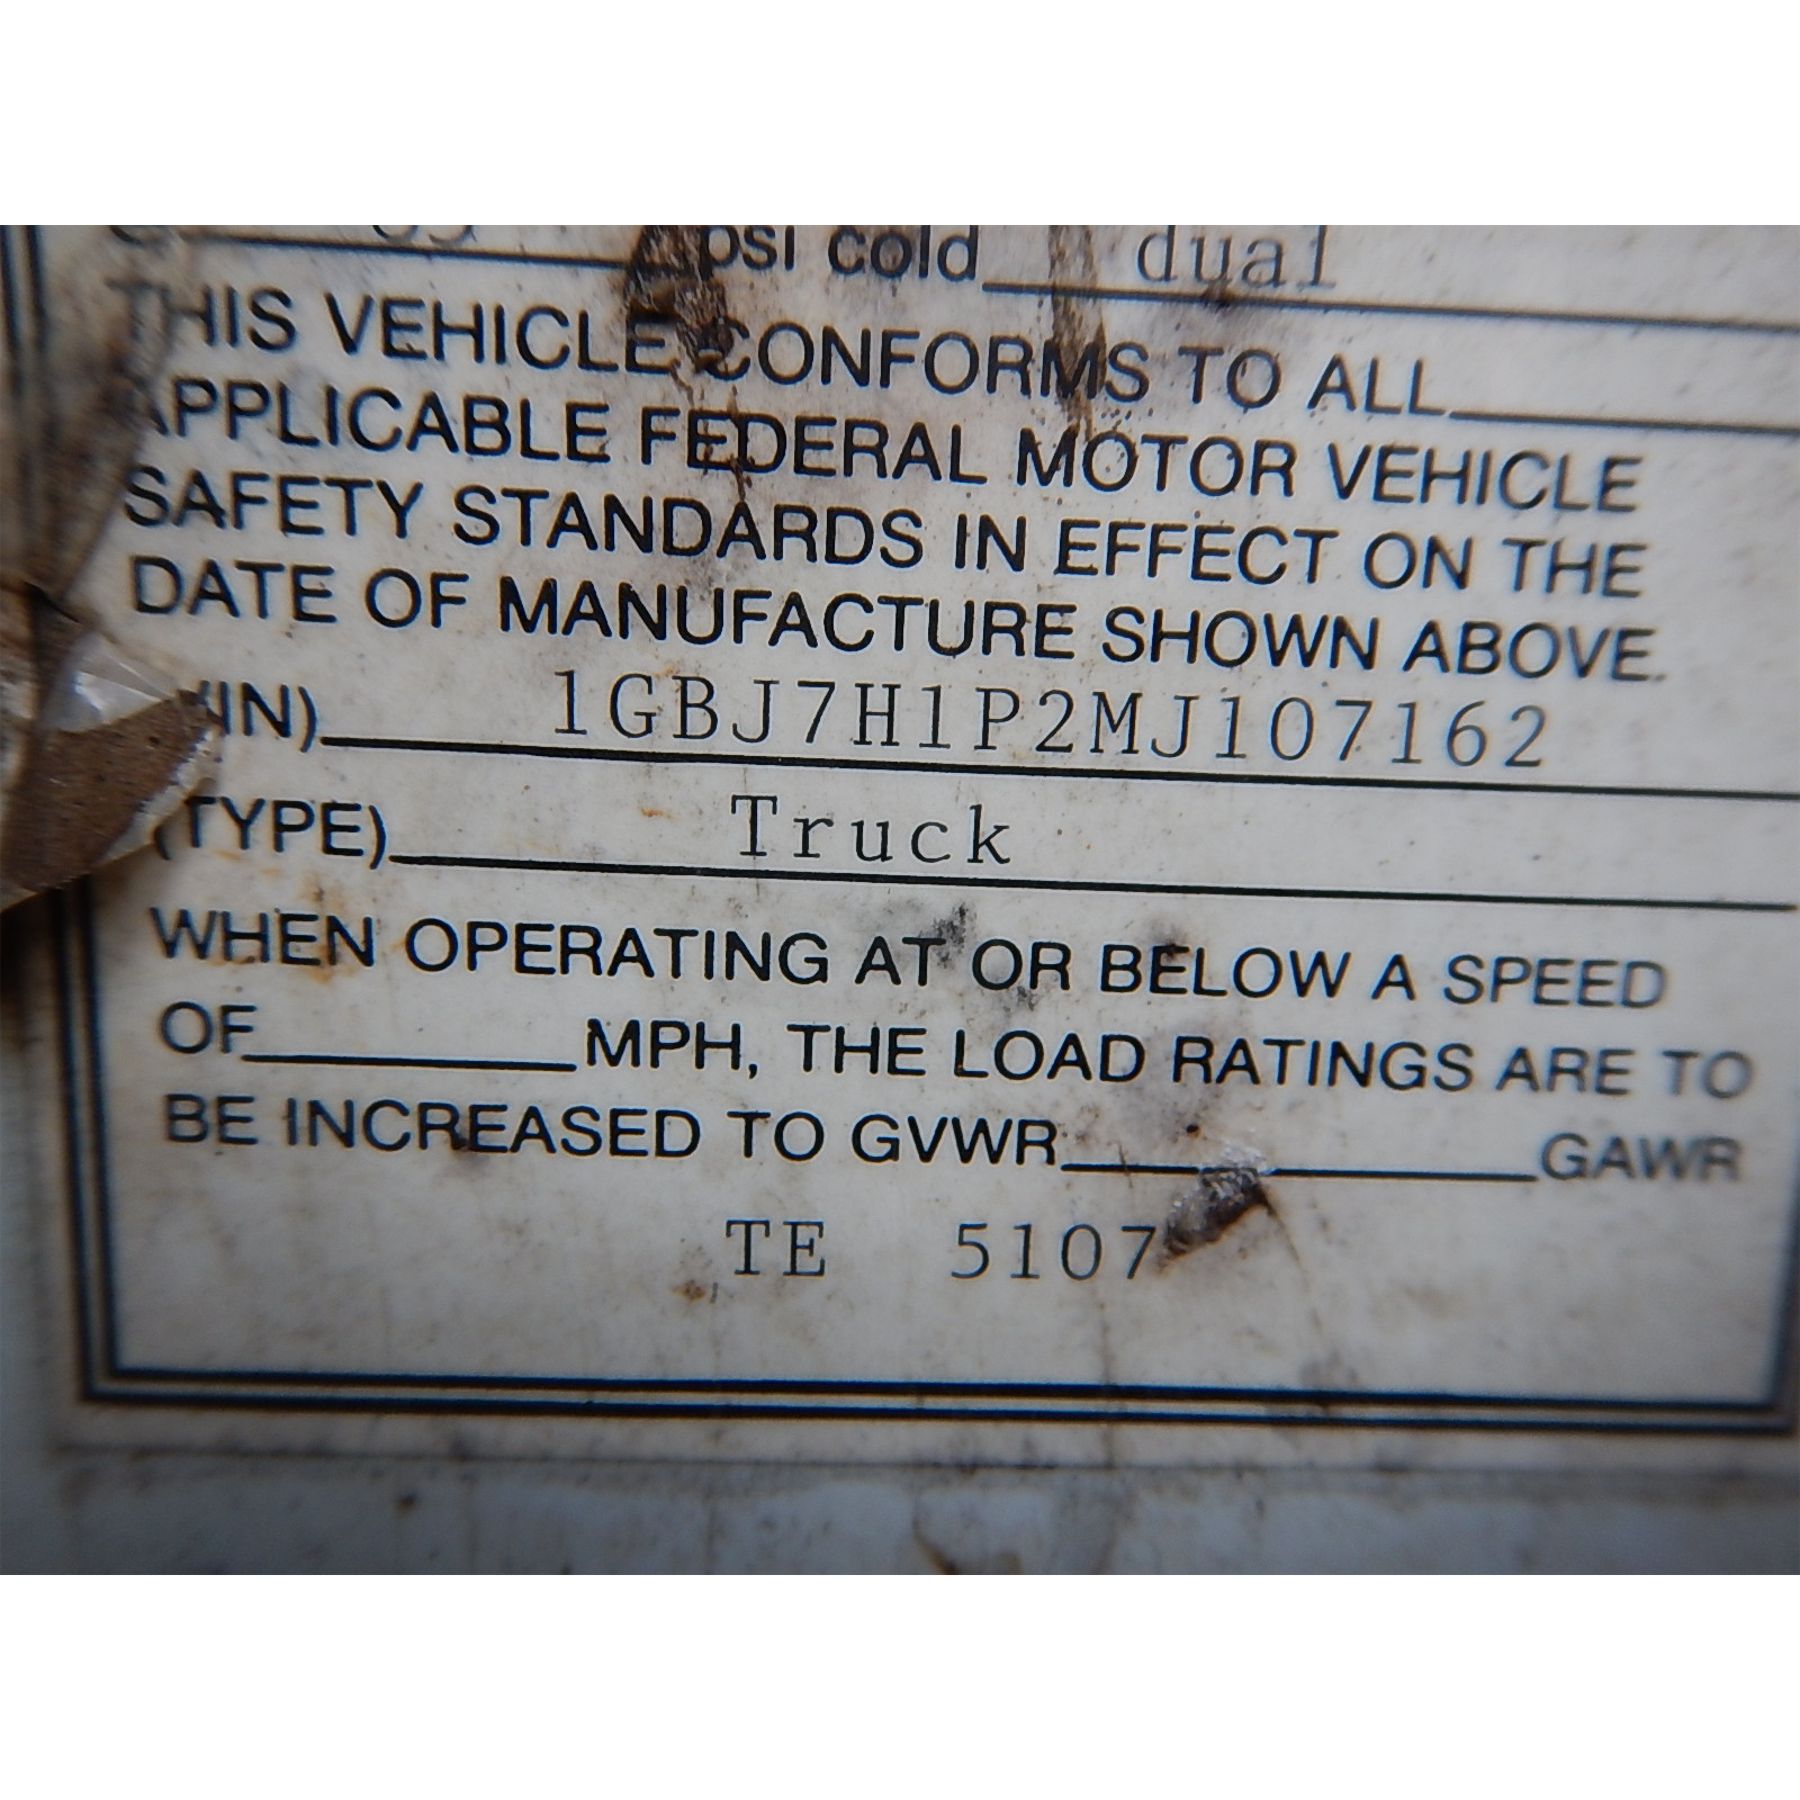 psi cold dual
THIS VEHICLE CONFORMS TO ALL
APPLICABLE FEDERAL MOTOR VEHICLE
SAFETY STANDARDS IN EFFECT ON THE
DATE OF MANUFACTURE SHOWN ABOVE.
(VIN) 1GBJ7H1P2MJ107162
(TYPE) Truck
WHEN OPERATING AT OR BELOW A SPEED
OF MPH, THE LOAD RATINGS ARE TO
BE INCREASED TO GVWR GAWR
TE 5107